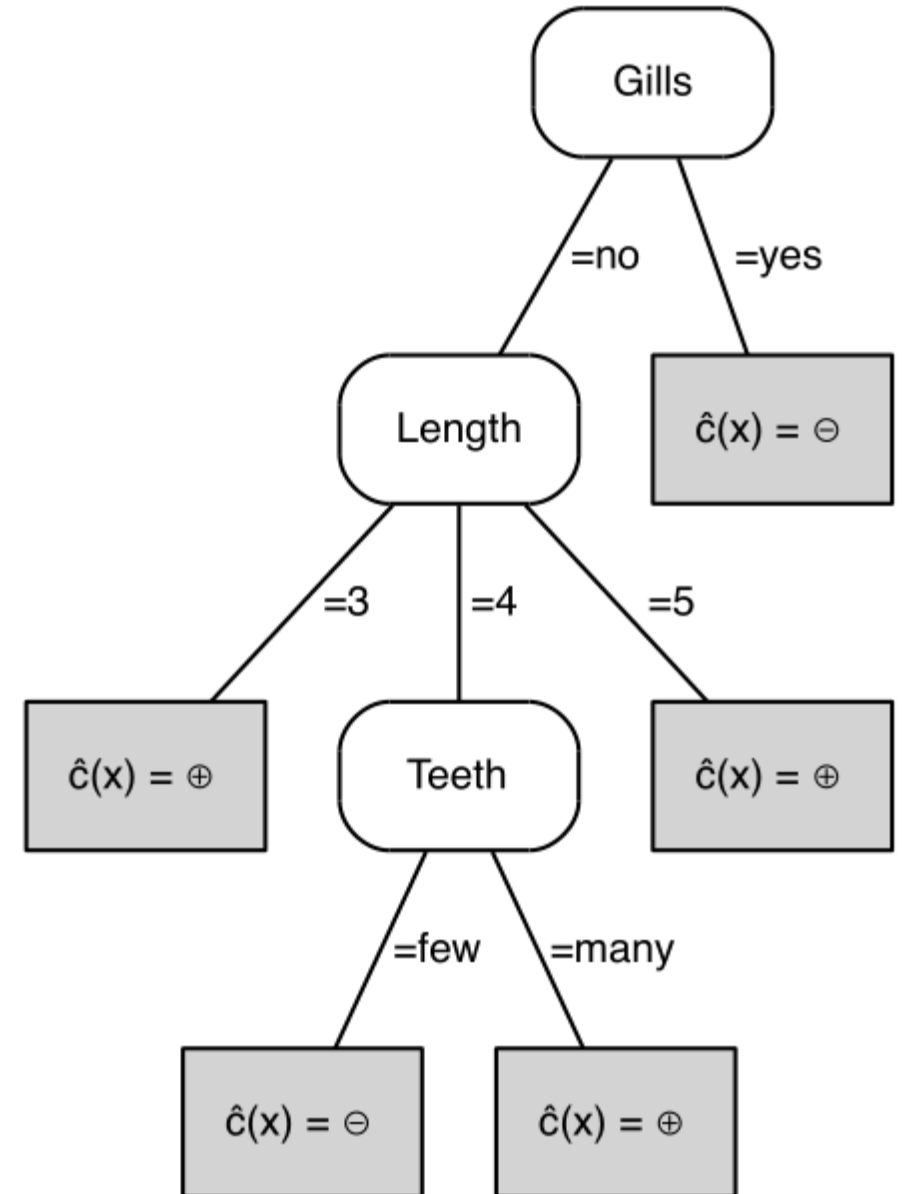 Gills
=no
=yes
Length
ĉ(x) = ⊖
=3
=4
=5
ĉ(x) = ⊕
Teeth
ĉ(x) = ⊕
=few
=many
ĉ(x) = ⊖
ĉ(x) = ⊕